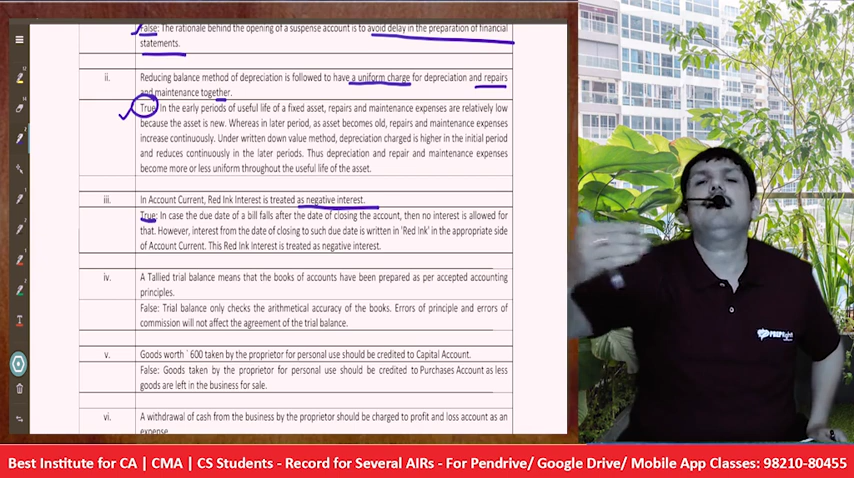 False: The rationale behind the opening of a suspense account is to avoid delay in the preparation of financial
statements.
ii. Reducing balance method of depreciation is followed to have a uniform charge for depreciation and repairs
and maintenance together.
True: In the early periods of useful life of a fixed asset, repairs and maintenance expenses are relatively low
because the asset is new. Whereas in later period, as asset becomes old, repairs and maintenance expenses
increase continuously. Under written down value method, depreciation charged is higher in the initial period
and reduces continuously in the later periods. Thus depreciation and repair and maintenance expenses
become more or less uniform throughout the useful life of the asset.
iii. In Account Current, Red Ink Interest is treated as negative interest.
True: In case the due date of a bill falls after the date of closing the account, then no interest is allowed for
that. However, interest from the date of closing to such due date is written in 'Red Ink' in the appropriate side
of Account Current. This Red Ink Interest is treated as negative interest.
iv. A Tallied trial balance means that the books of accounts have been prepared as per accepted accounting
principles.
False: Trial balance only checks the arithmetical accuracy of the books. Errors of principle and errors of
commission will not affect the agreement of the trial balance.
v. Goods worth ` 600 taken by the proprietor for personal use should be credited to Capital Account.
False: Goods taken by the proprietor for personal use should be credited to Purchases Account as less
goods are left in the business for sale.
vi. A withdrawal of cash from the business by the proprietor should be charged to profit and loss account as an
expense
Best Institute for CA | CMA | CS Students - Record for Several AIRs - For Pendrive/ Google Drive/ Mobile App Classes: 98210-80455